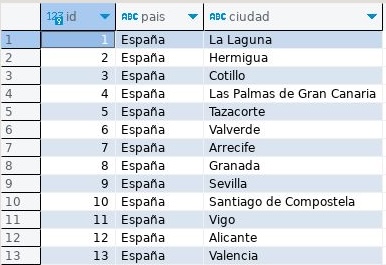 123 id ABC pais ABC ciudad
1 1 España La Laguna
2 2 España Hermigua
3 3 España Cotillo
4 4 España Las Palmas de Gran Canaria
5 5 España Tazacorte
6 6 España Valverde
7 7 España Arrecife
8 8 España Granada
9 9 España Sevilla
10 10 España Santiago de Compostela
11 11 España Vigo
12 12 España Alicante
13 13 España Valencia